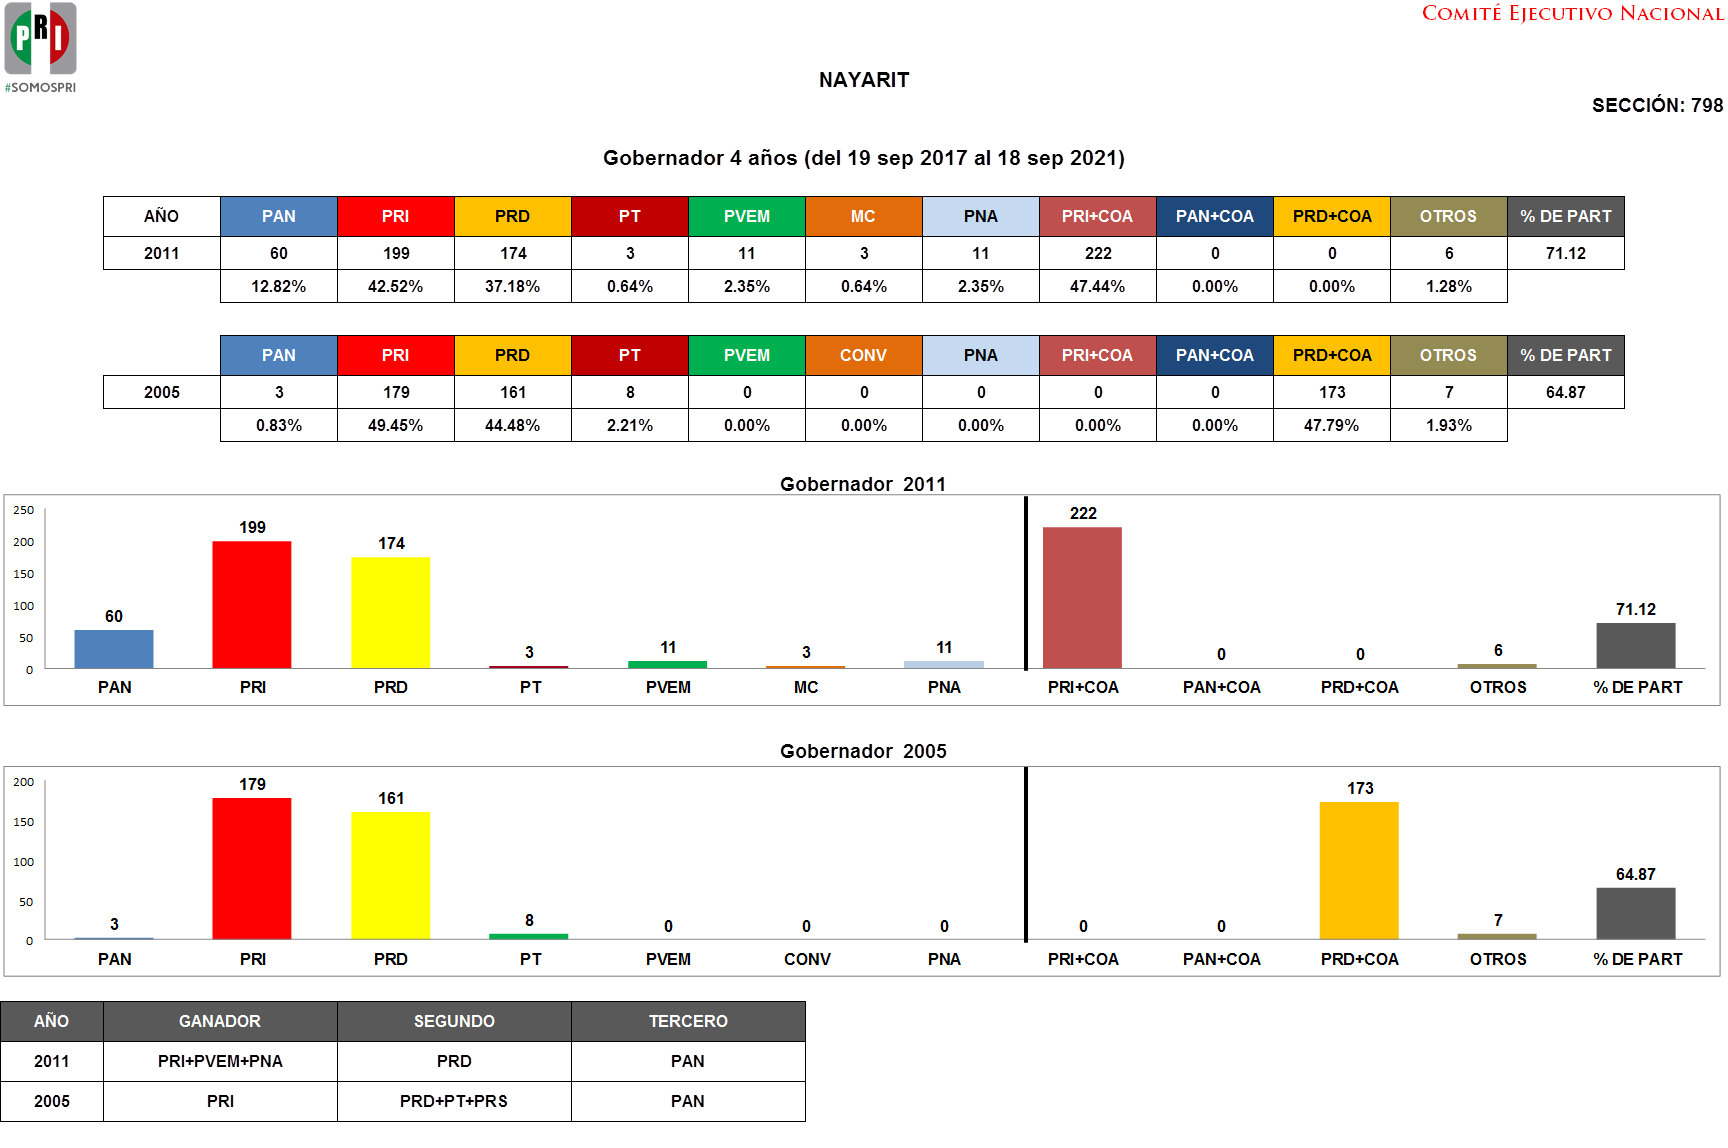 PRI
#SOMOSPRI
COMITÉ EJECUTIVO NACIONAL
NAYARIT
SECCIÓN: 798
Gobernador 4 años (del 19 sep 2017 al 18 sep 2021)
AÑO PAN PRI PRD PT PVEM MC PNA PRI+COA PAN+COA PRD+COA OTROS % DE PART
2011 60 199 174 3 11 3 11 222 0 0 6 71.12
12.82% 42.52% 37.18% 0.64% 2.35% 0.64% 2.35% 47.44% 0.00% 0.00% 1.28%
PAN PRI PRD PT PVEM CONV PNA PRI+COA PAN+COA PRD+COA OTROS % DE PART
2005 3 179 161 8 0 0 0 0 0 173 7 64.87
0.83% 49.45% 44.48% 2.21% 0.00% 0.00% 0.00% 0.00% 0.00% 47.79% 1.93%
Gobernador 2011
250
200
150
100
50
0
60 199 174 3 11 3 11 222 0 0 6 71.12
PAN PRI PRD PT PVEM MC PNA PRI+COA PAN+COA PRD+COA OTROS % DE PART
Gobernador 2005
200
150
100
50
0
3 179 161 8 0 0 0 0 0 173 7 64.87
PAN PRI PRD PT PVEM CONV PNA PRI+COA PAN+COA PRD+COA OTROS % DE PART
AÑO GANADOR SEGUNDO TERCERO
2011 PRI+PVEM+PNA PRD PAN
2005 PRI PRD+PT+PRS PAN